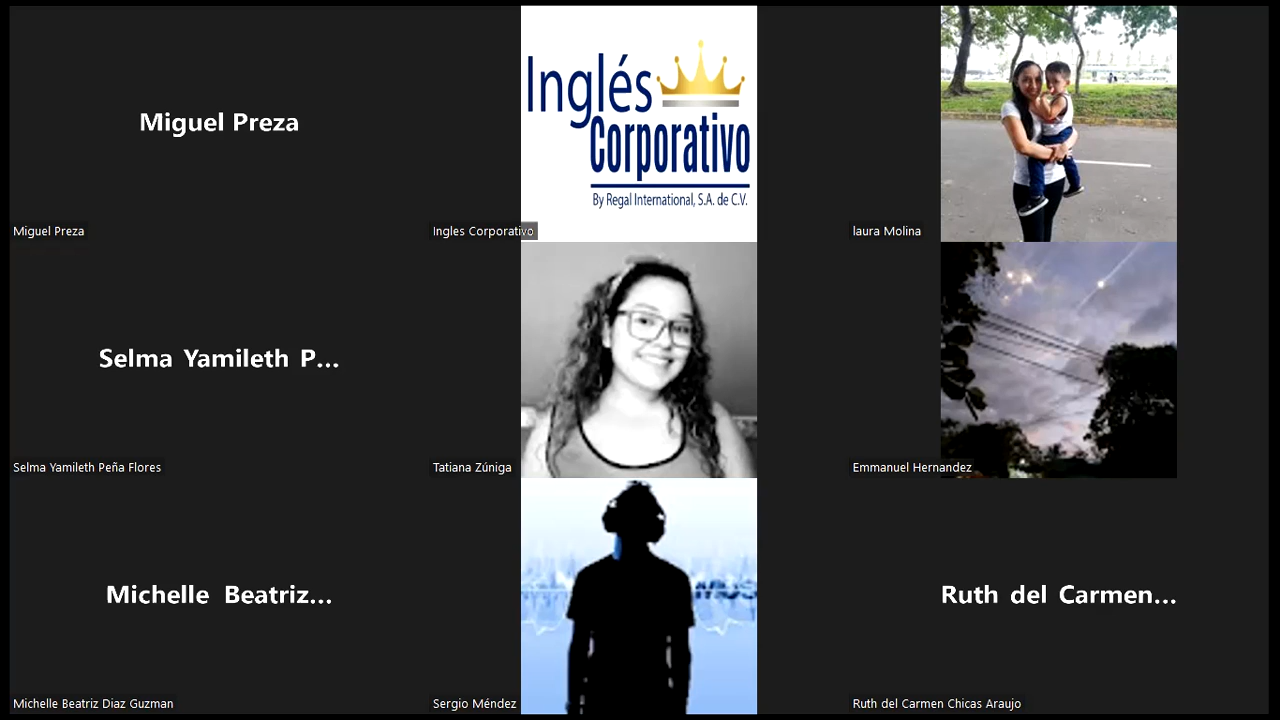 Miguel Preza
Miguel Preza
Inglés
Corporativo
By Regal International, S.A. de C.V.
Ingles Corporativo
laura Molina
Selma Yamileth P...
Selma Yamileth Peña Flores
Tatiana Zúniga
Emmanuel Hernandez
Michelle Beatriz...
Michelle Beatriz Diaz Guzman
Sergio Méndez
Ruth del Carmen...
Ruth del Carmen Chicas Araujo